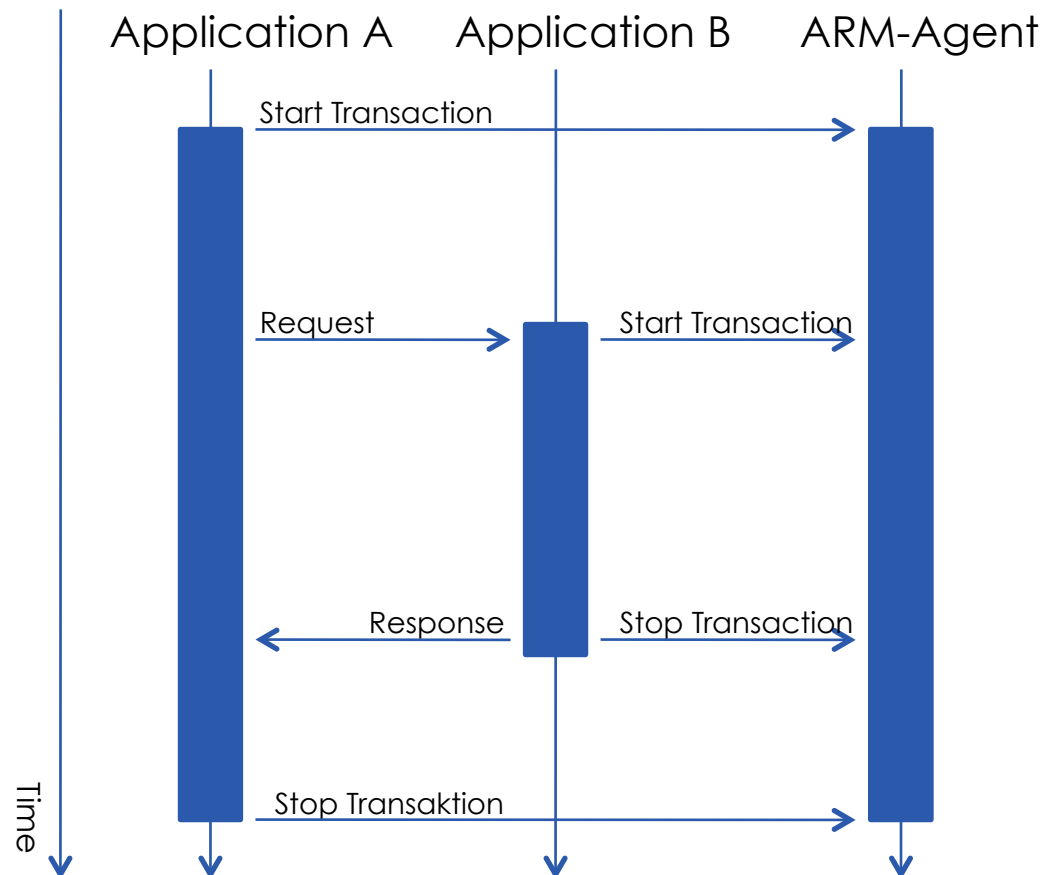 Application A
Application B
ARM-Agent
Start Transaction
Request
Start Transaction
Response
Stop Transaction
Stop Transaktion
Time